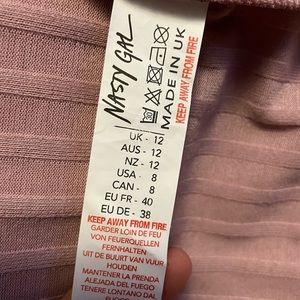 NASTY GAL
MADE IN UK
KEEP AWAY FROM FIRE
UK - 12
AUS - 12
NZ - 12
USA - 8
CAN - 8
EU FR - 40
EU DE - 38
KEEP AWAY FROM FIRE
GARDER LOIN DE FEU
VON FEUERQUELLEN
FERNHALTEN
UIT DE BUURT VAN VUUR
HOUDEN
MANTENER LA PRENDA
ALEJADA DEL FUEGO
TENERE LONTANO DAL